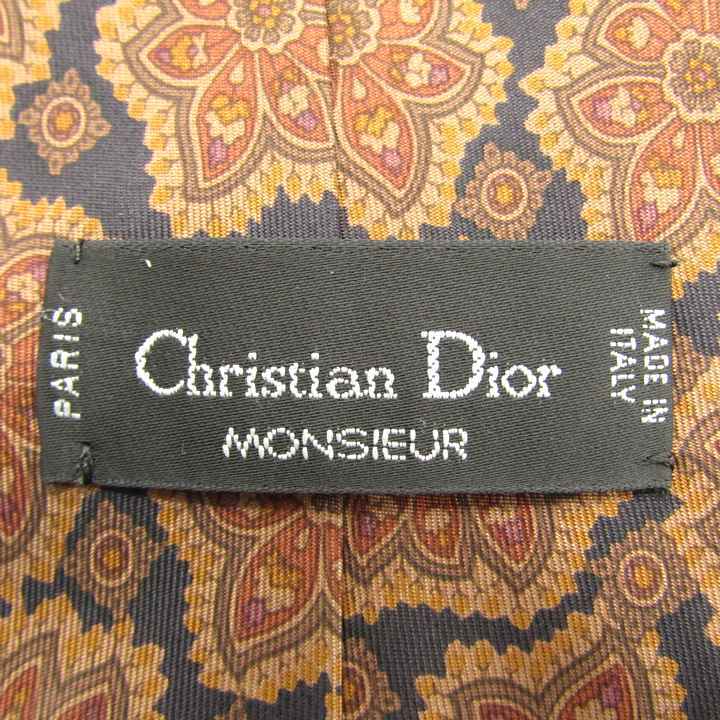 PARIS
Christian Dior
MONSIEUR
MADE IN
ITALY